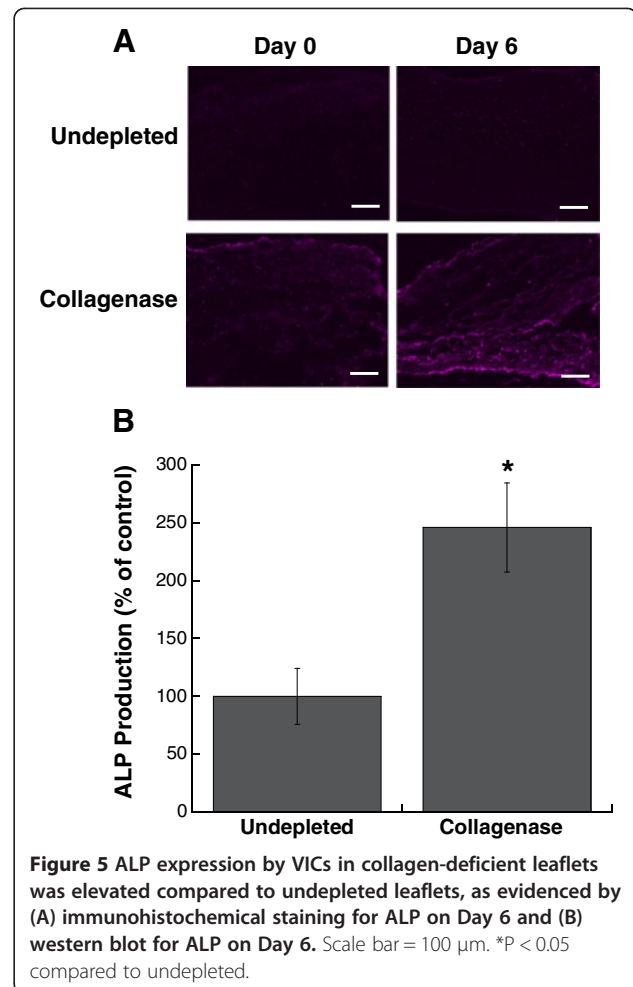 A
Day 0 Day 6
Undepleted
Collagenase
B
ALP Production (% of control)
300
250
200
150
100
50
0
*
Undepleted Collagenase
Figure 5 ALP expression by VICs in collagen-deficient leaflets
was elevated compared to undepleted leaflets, as evidenced by
(A) immunohistochemical staining for ALP on Day 6 and (B)
western blot for ALP on Day 6. Scale bar = 100 μm. *P < 0.05
compared to undepleted.